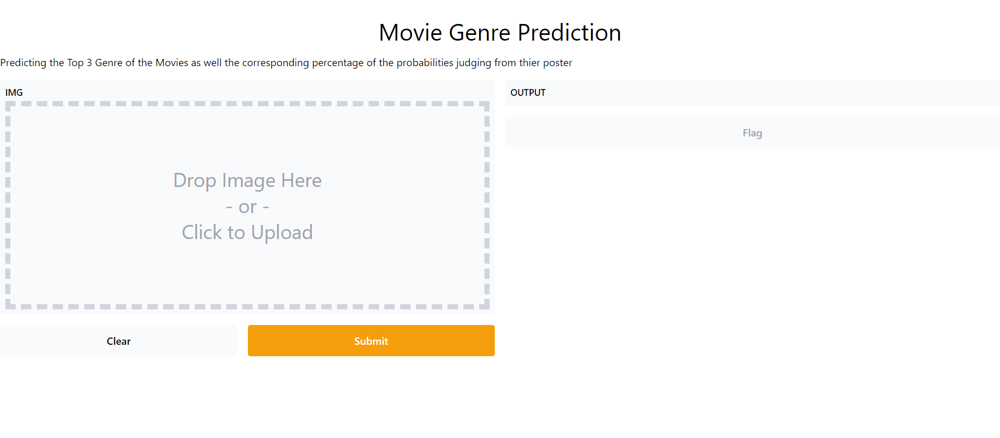 Movie Genre Prediction
Predicting the Top 3 Genre of the Movies as well the corresponding percentage of the probabilities judging from thier poster
IMG
Drop Image Here
- or -
Click to Upload
Clear
Submit
OUTPUT
Flag